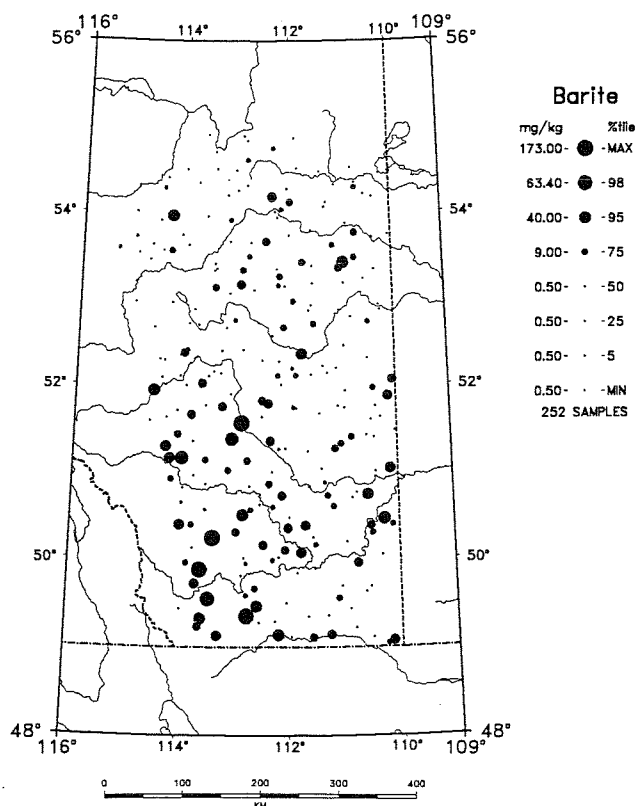 116° 114° 112° 110° 109°
56° 56°
Barite
mg/kg %tile
173.00- -MAX
63.40- -98
40.00- -95
9.00- -75
0.50- -50
0.50- -25
0.50- -5
0.50- -MIN
252 SAMPLES
54° 54°
52° 52°
50° 50°
48° 48°
116° 114° 112° 110° 109°
0 100 200 300 400
KM